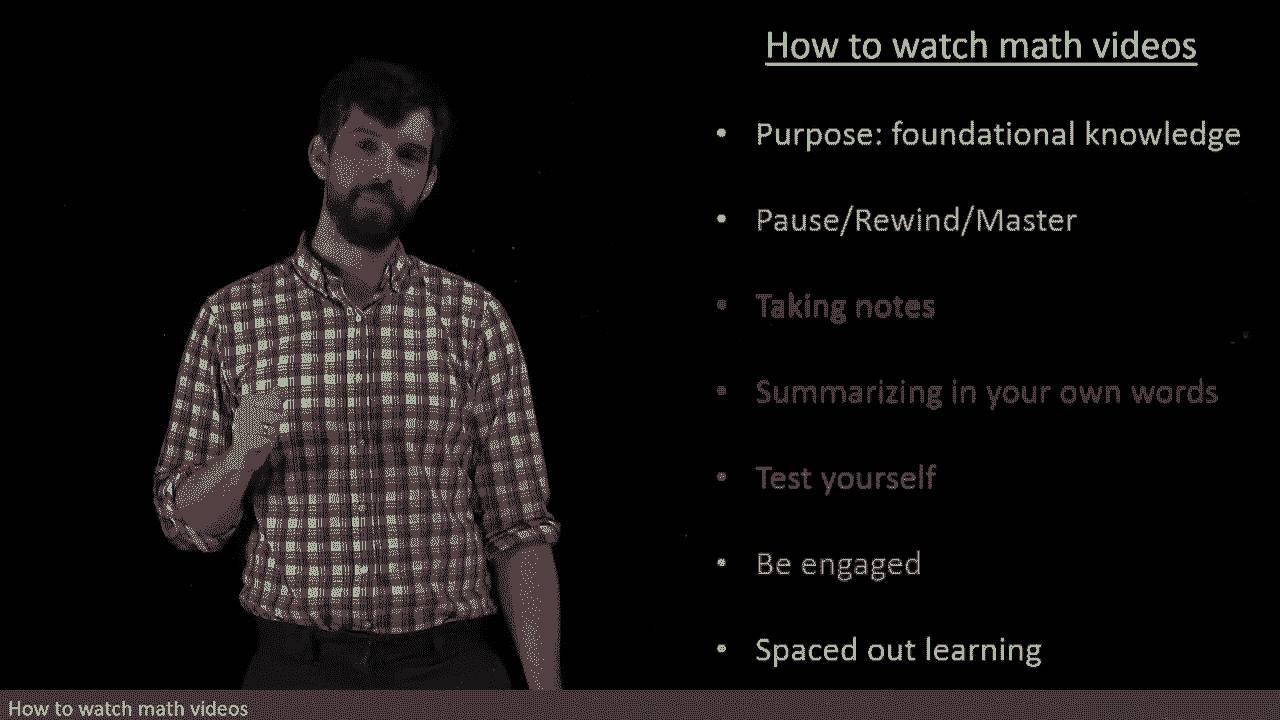 How to watch math videos
• Purpose: foundational knowledge
• Pause/Rewind/Master
• Taking notes
• Summarizing in your own words
• Test yourself
• Be engaged
• Spaced out learning
How to watch math videos